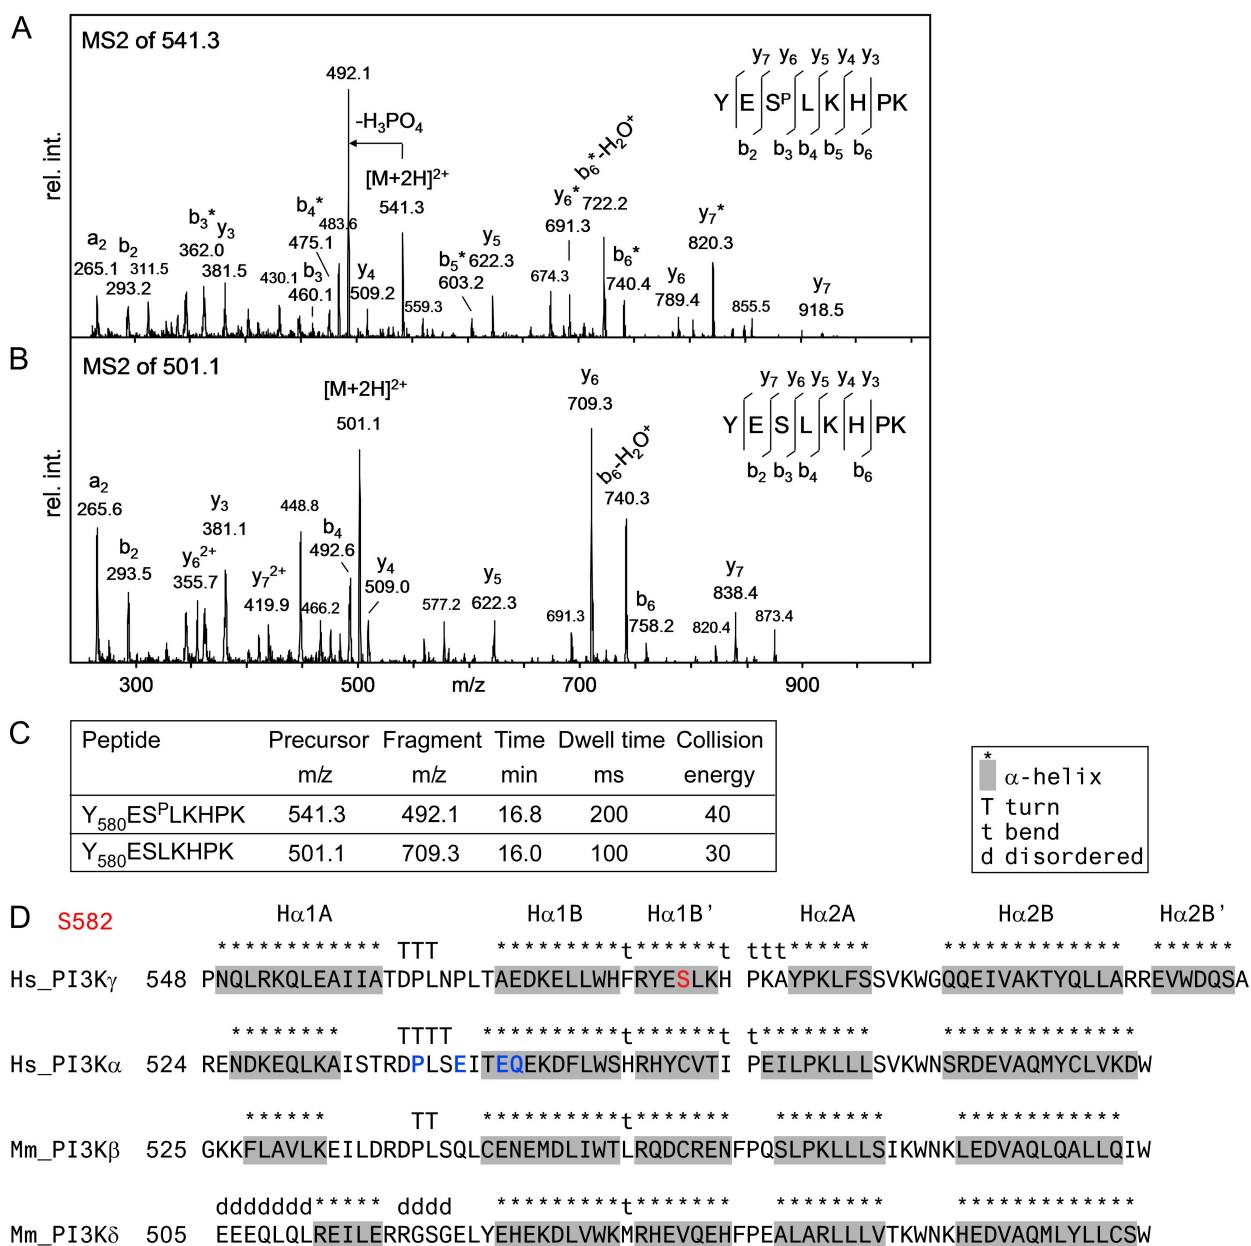 A
MS2 of 541.3
rel. int.
492.1
-H₃PO₄
[M+2H]²⁺
541.3
a₂
265.1
b₂
293.2
311.5
b₃*
362.0
y₃
381.5
430.1
b₄*
475.1
483.6
b₃
460.1
y₄
509.2
559.3
b₅*
603.2
y₅
622.3
674.3
y₆*
691.3
b₆*-H₂O⁺
722.2
b₆*
740.4
y₆
789.4
y₇*
820.3
855.5
y₇
918.5
y₇ y₆ y₅ y₄ y₃
Y E Sᴾ L K H PK
b₂ b₃ b₄ b₅ b₆
B
MS2 of 501.1
rel. int.
[M+2H]²⁺
501.1
a₂
265.6
b₂
293.5
y₆²⁺
355.7
y₃
381.1
y₇²⁺
419.9
448.8
466.2
b₄
492.6
y₄
509.0
577.2
y₅
622.3
691.3
y₆
709.3
b₆-H₂O⁺
740.3
b₆
758.2
820.4
y₇
838.4
873.4
y₇ y₆ y₅ y₄ y₃
Y E S L K H PK
b₂ b₃ b₄ b₆
300 500 m/z 700 900
C
Peptide Precursor Fragment Time Dwell time Collision
m/z m/z min ms energy
Y₅₈₀ESᴾLKHPK 541.3 492.1 16.8 200 40
Y₅₈₀ESLKHPK 501.1 709.3 16.0 100 30
*
α-helix
T turn
t bend
d disordered
D S582 Hα1A Hα1B Hα1B' Hα2A Hα2B Hα2B'
************ TTT *********t ******t ttt****** ************* ******
Hs_PI3Kγ 548 PNQLRKQLEAIIATDPLNPLTAEDKELLWHFRYESLKH PKAYPKLFSSVKWGQQEIVAKTYQLLARREVWDQSA
******** TTTT **********t ******t t******** **************
Hs_PI3Kα 524 RENDKEQLKAISTRDPLSEITEQEKDFLWSHRHYCVTI PEILPKLLLSVKWNSRDEVAQMYCLVKDW
****** TT **********t ******* ******** ************
Mm_PI3Kβ 525 GKKFLAVLKEILDRDPLSQLCENEMDLIWTLRQDCRENFPQSLPKLLLSIKWNKLEDVAQLQALLQIW
ddddddd***** dddd *********t ******* ******** *************
Mm_PI3Kδ 505 EEEQLQLREILERRGSGELYEHEKDLVWKMRHEVQEHFPEALARLLLVTKWNKHEDVAQMLYLLCSW